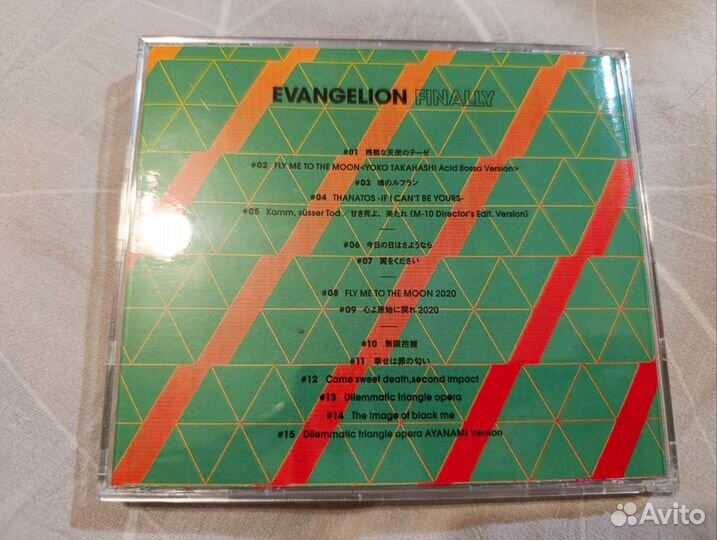 EVANGELION FINALLY
#01 残酷な天使のテーゼ
#02 FLY ME TO THE MOON<YOKO TAKAHASHI Acid Bossa Version>
#03 魂のルフラン
#04 THANATOS -IF I CAN'T BE YOURS-
#05 Komm, süsser Tod／甘き死よ、来たれ (M-10 Director's Edit. Version)
#06 今日の日はさようなら
#07 翼をください
#08 FLY ME TO THE MOON 2020
#09 心よ原始に戻れ 2020
#10 無限抱擁
#11 幸せは罪の匂い
#12 Come sweet death,second impact
#13 Dilemmatic triangle opera
#14 The image of black me
#15 Dilemmatic triangle opera AYANAMI Version
Avito